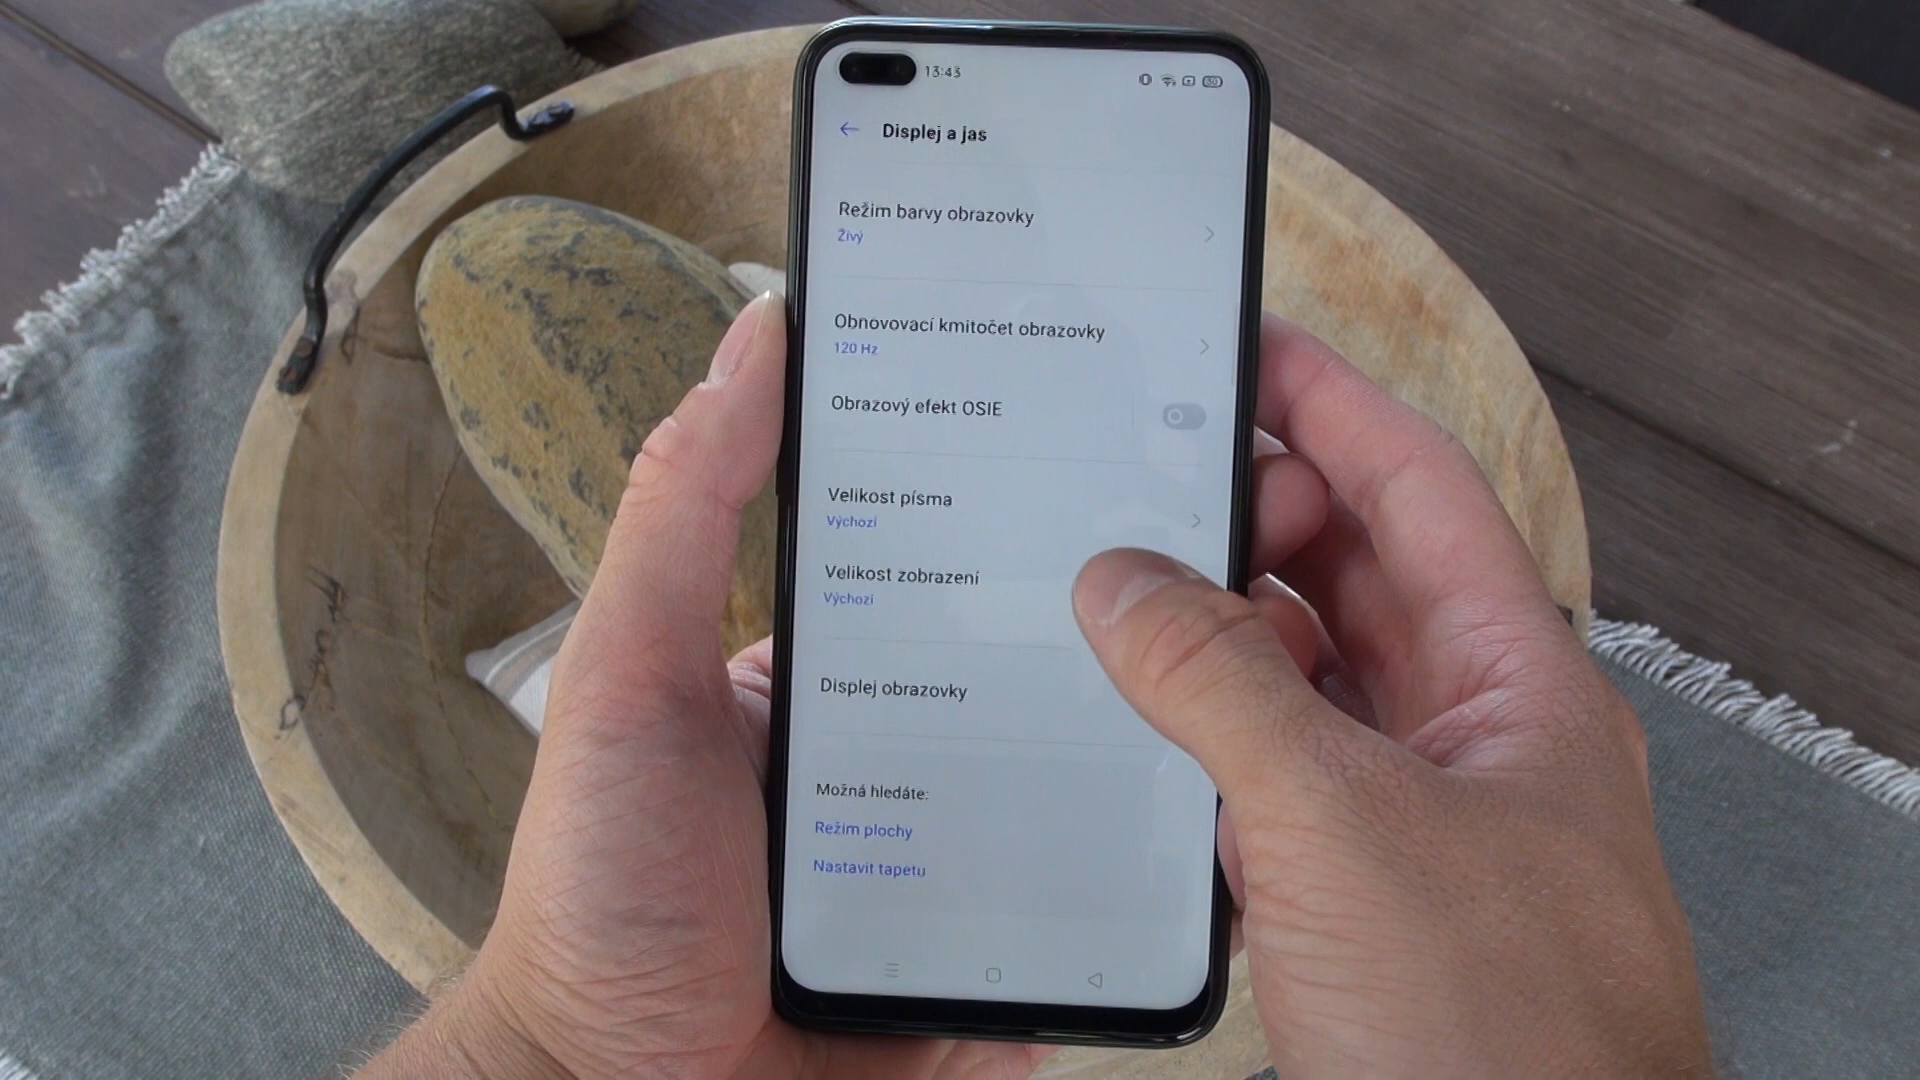 13:43
Displej a jas
Režim barvy obrazovky
Živý
Obnovovací kmitočet obrazovky
120 Hz
Obrazový efekt OSIE
Velikost písma
Výchozí
Velikost zobrazení
Výchozí
Displej obrazovky
Možná hledáte:
Režim plochy
Nastavit tapetu